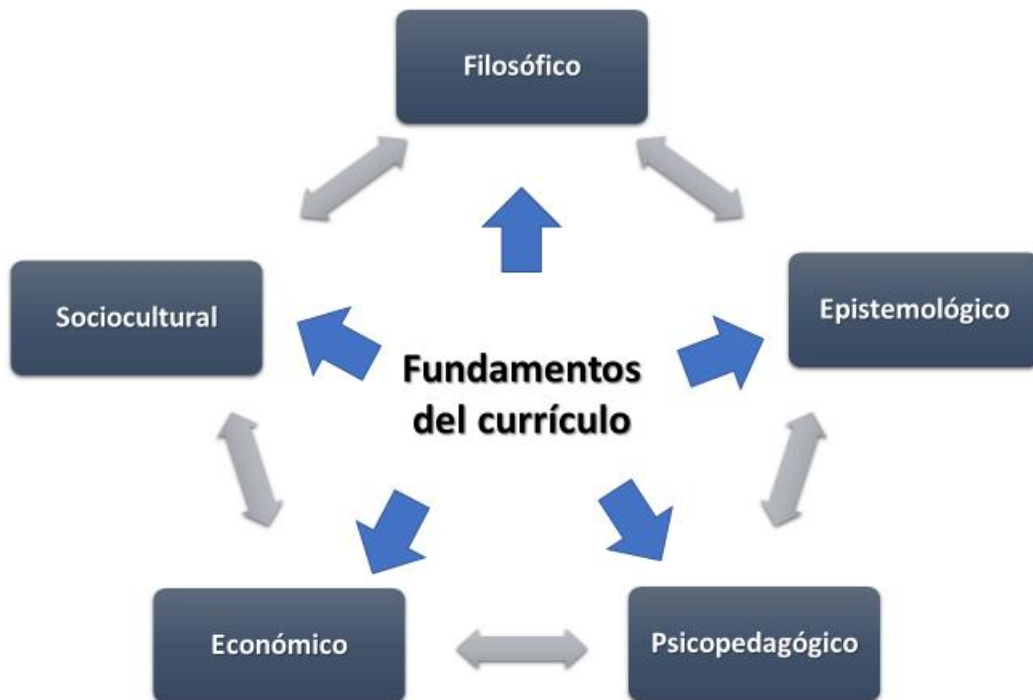 Filosófico
Sociocultural
Epistemológico
Fundamentos
del currículo
Económico
Psicopedagógico